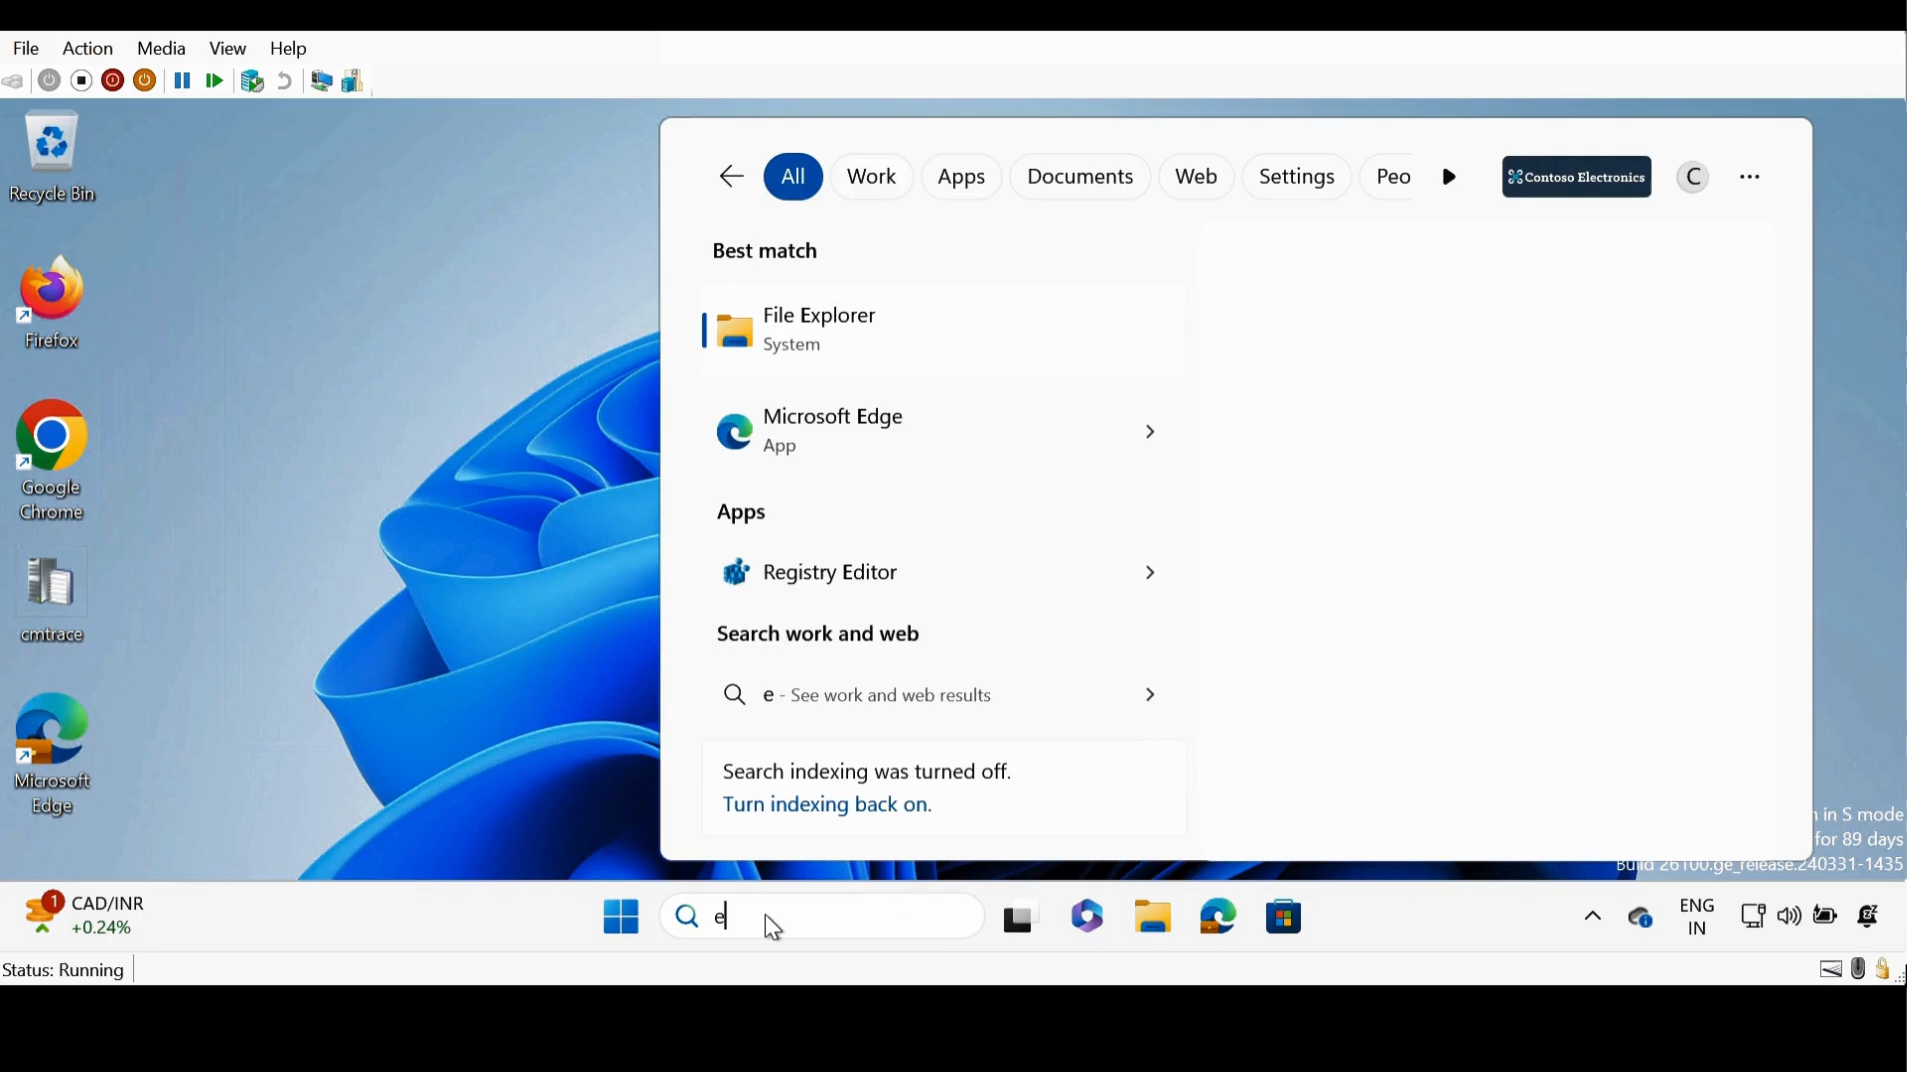 File Action Media View Help
Recycle Bin
Firefox
Google
Chrome
cmtrace
Microsoft
Edge
All Work Apps Documents Web Settings Peo Contoso Electronics C ...
Best match
File Explorer
System
Microsoft Edge
App
Apps
Registry Editor
Search work and web
e - See work and web results
Search indexing was turned off.
Turn indexing back on.
in S mode
for 89 days
Build 26100.ge_release.240331-1435
1 CAD/INR
+0.24%
e
ENG
IN
Status: Running